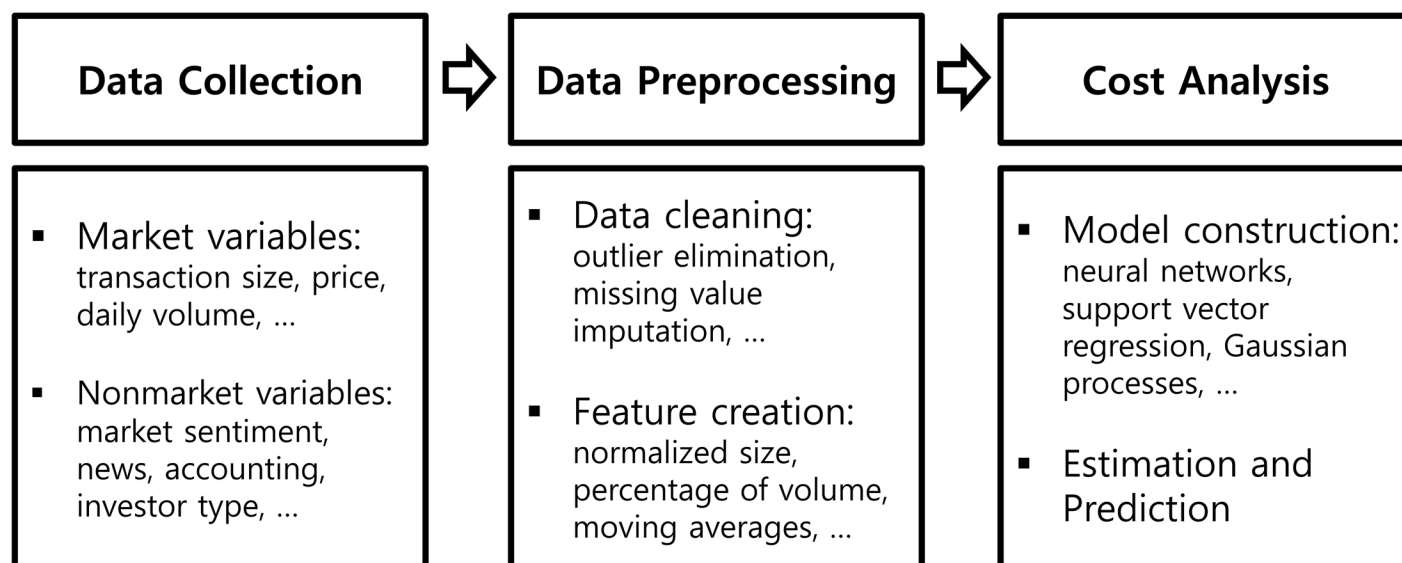 Data Collection
Data Preprocessing
Cost Analysis
▪ Market variables:
transaction size, price,
daily volume, ...
▪ Nonmarket variables:
market sentiment,
news, accounting,
investor type, ...
▪ Data cleaning:
outlier elimination,
missing value
imputation, ...
▪ Feature creation:
normalized size,
percentage of volume,
moving averages, ...
▪ Model construction:
neural networks,
support vector
regression, Gaussian
processes, ...
▪ Estimation and
Prediction